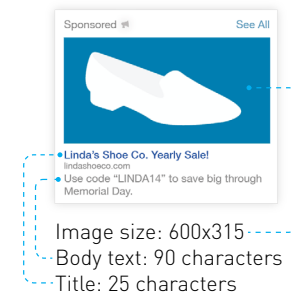 Sponsored
See All
Linda's Shoe Co. Yearly Sale!
lindashoeco.com
Use code “LINDA14” to save big through
Memorial Day.
Image size: 600x315
Body text: 90 characters
Title: 25 characters